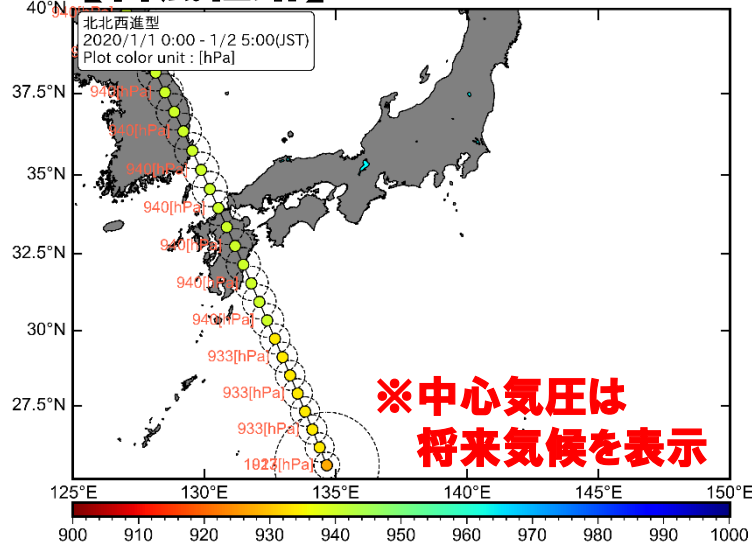 40°N
北北西進型
2020/1/1 0:00 - 1/2 5:00(JST)
Plot color unit : [hPa]
37.5°N
940[hPa]
940[hPa]
35°N
940[hPa]
940[hPa]
32.5°N
940[hPa]
940[hPa]
30°N
940[hPa]
933[hPa]
933[hPa]
27.5°N
933[hPa]
※中心気圧は
将来気候を表示
125°E 130°E 135°E 140°E 145°E 150°E
900 910 920 930 940 950 960 970 980 990 1000